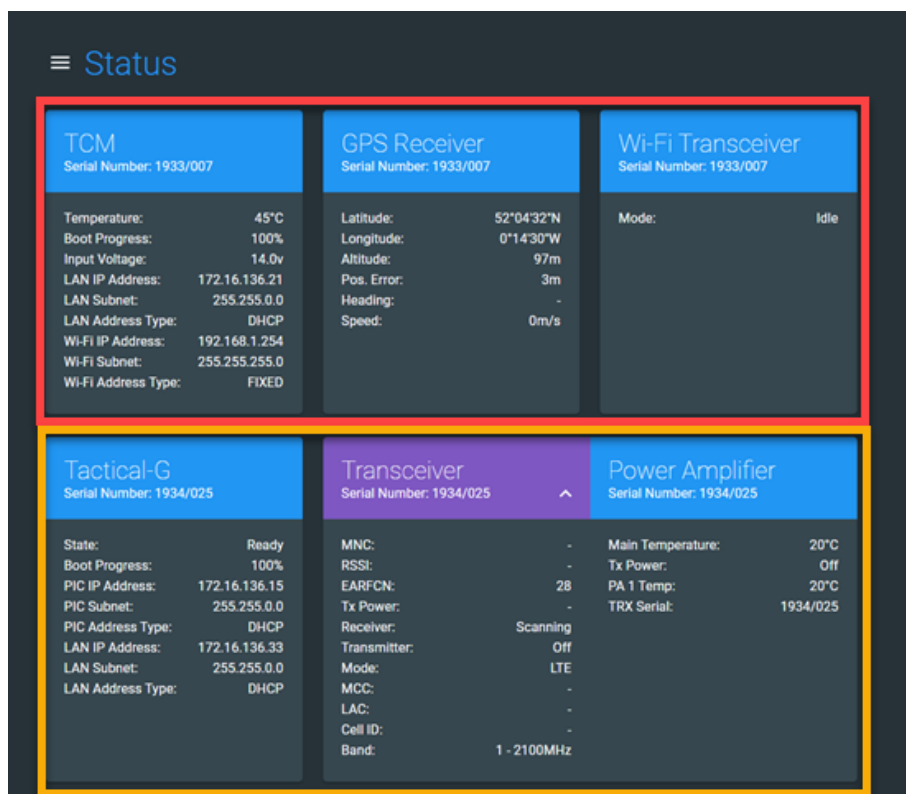 ≡ Status
TCM
Serial Number: 1933/007
Temperature: 45°C
Boot Progress: 100%
Input Voltage: 14.0v
LAN IP Address: 172.16.136.21
LAN Subnet: 255.255.0.0
LAN Address Type: DHCP
Wi-Fi IP Address: 192.168.1.254
Wi-Fi Subnet: 255.255.255.0
Wi-Fi Address Type: FIXED
GPS Receiver
Serial Number: 1933/007
Latitude: 52°04'32"N
Longitude: 0°14'30"W
Altitude: 97m
Pos. Error: 3m
Heading: -
Speed: 0m/s
Wi-Fi Transceiver
Serial Number: 1933/007
Mode: Idle
Tactical-G
Serial Number: 1934/025
State: Ready
Boot Progress: 100%
PIC IP Address: 172.16.136.15
PIC Subnet: 255.255.0.0
PIC Address Type: DHCP
LAN IP Address: 172.16.136.33
LAN Subnet: 255.255.0.0
LAN Address Type: DHCP
Transceiver
Serial Number: 1934/025
MNC: -
RSSI: -
EARFCN: 28
Tx Power: -
Receiver: Scanning
Transmitter: Off
Mode: LTE
MCC: -
LAC: -
Cell ID: -
Band: 1 - 2100MHz
Power Amplifier
Serial Number: 1934/025
Main Temperature: 20°C
Tx Power: Off
PA 1 Temp: 20°C
TRX Serial: 1934/025